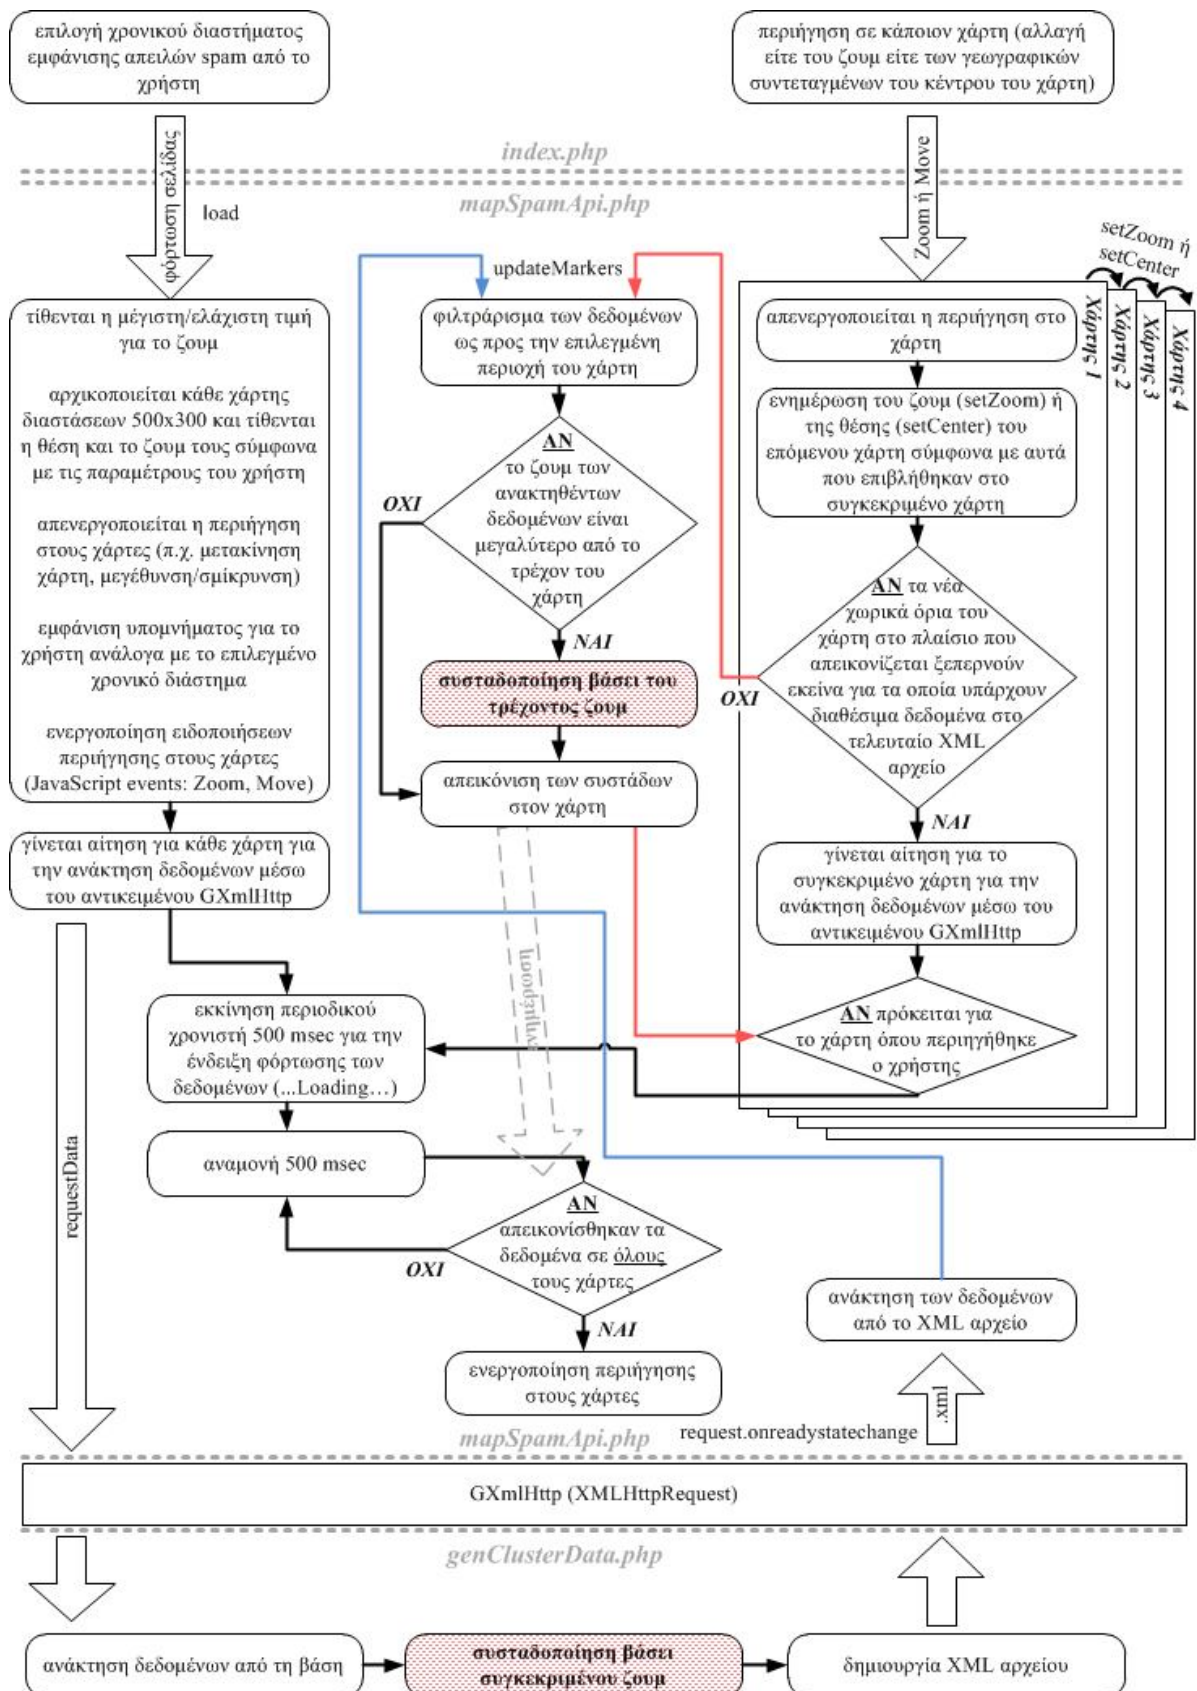 επιλογή χρονικού διαστήματος
εμφάνισης απειλών spam από το
χρήστη
περιήγηση σε κάποιον χάρτη (αλλαγή
είτε του ζουμ είτε των γεωγραφικών
συντεταγμένων του κέντρου του χάρτη)
index.php
mapSpamApi.php
φόρτωση σελίδας
load
Zoom ή Move
setZoom ή
setCenter
Χάρτης 1
Χάρτης 2
Χάρτης 3
Χάρτης 4
τίθενται η μέγιστη/ελάχιστη τιμή
για το ζουμ
αρχικοποιείται κάθε χάρτης
διαστάσεων 500x300 και τίθενται
η θέση και το ζουμ τους σύμφωνα
με τις παραμέτρους του χρήστη
απενεργοποιείται η περιήγηση
στους χάρτες (π.χ. μετακίνηση
χάρτη, μεγέθυνση/σμίκρυνση)
εμφάνιση υπομνήματος για το
χρήστη ανάλογα με το επιλεγμένο
χρονικό διάστημα
ενεργοποίηση ειδοποιήσεων
περιήγησης στους χάρτες
(JavaScript events: Zoom, Move)
γίνεται αίτηση για κάθε χάρτη για
την ανάκτηση δεδομένων μέσω
του αντικειμένου GXmlHttp
updateMarkers
φιλτράρισμα των δεδομένων
ως προς την επιλεγμένη
περιοχή του χάρτη
ΑΝ
το ζουμ των
ανακτηθέντων
δεδομένων είναι
μεγαλύτερο από το
τρέχον του
χάρτη
ΟΧΙ
ΝΑΙ
συσταδοποίηση βάσει του
τρέχοντος ζουμ
απεικόνιση των συστάδων
στον χάρτη
απενεργοποιείται η περιήγηση στο
χάρτη
ενημέρωση του ζουμ (setZoom) ή
της θέσης (setCenter) του
επόμενου χάρτη σύμφωνα με αυτά
που επιβλήθηκαν στο
συγκεκριμένο χάρτη
ΑΝ τα νέα
χωρικά όρια του
χάρτη στο πλαίσιο που
απεικονίζεται ξεπερνούν
εκείνα για τα οποία υπάρχουν
διαθέσιμα δεδομένα στο
τελευταίο XML
αρχείο
ΟΧΙ
ΝΑΙ
γίνεται αίτηση για το
συγκεκριμένο χάρτη για την
ανάκτηση δεδομένων μέσω του
αντικειμένου GXmlHttp
ΑΝ πρόκειται για
το χάρτη όπου περιηγήθηκε
ο χρήστης
ενημέρωση
εκκίνηση περιοδικού
χρονιστή 500 msec για την
ένδειξη φόρτωσης των
δεδομένων (...Loading…)
αναμονή 500 msec
requestData
ΑΝ
απεικονίσθηκαν τα
δεδομένα σε όλους
τους χάρτες
ΟΧΙ
ΝΑΙ
ενεργοποίηση περιήγησης
στους χάρτες
ανάκτηση των δεδομένων
από το XML αρχείο
.xml
request.onreadystatechange
mapSpamApi.php
GXmlHttp (XMLHttpRequest)
genClusterData.php
ανάκτηση δεδομένων από τη βάση
συσταδοποίηση βάσει
συγκεκριμένου ζουμ
δημιουργία XML αρχείου